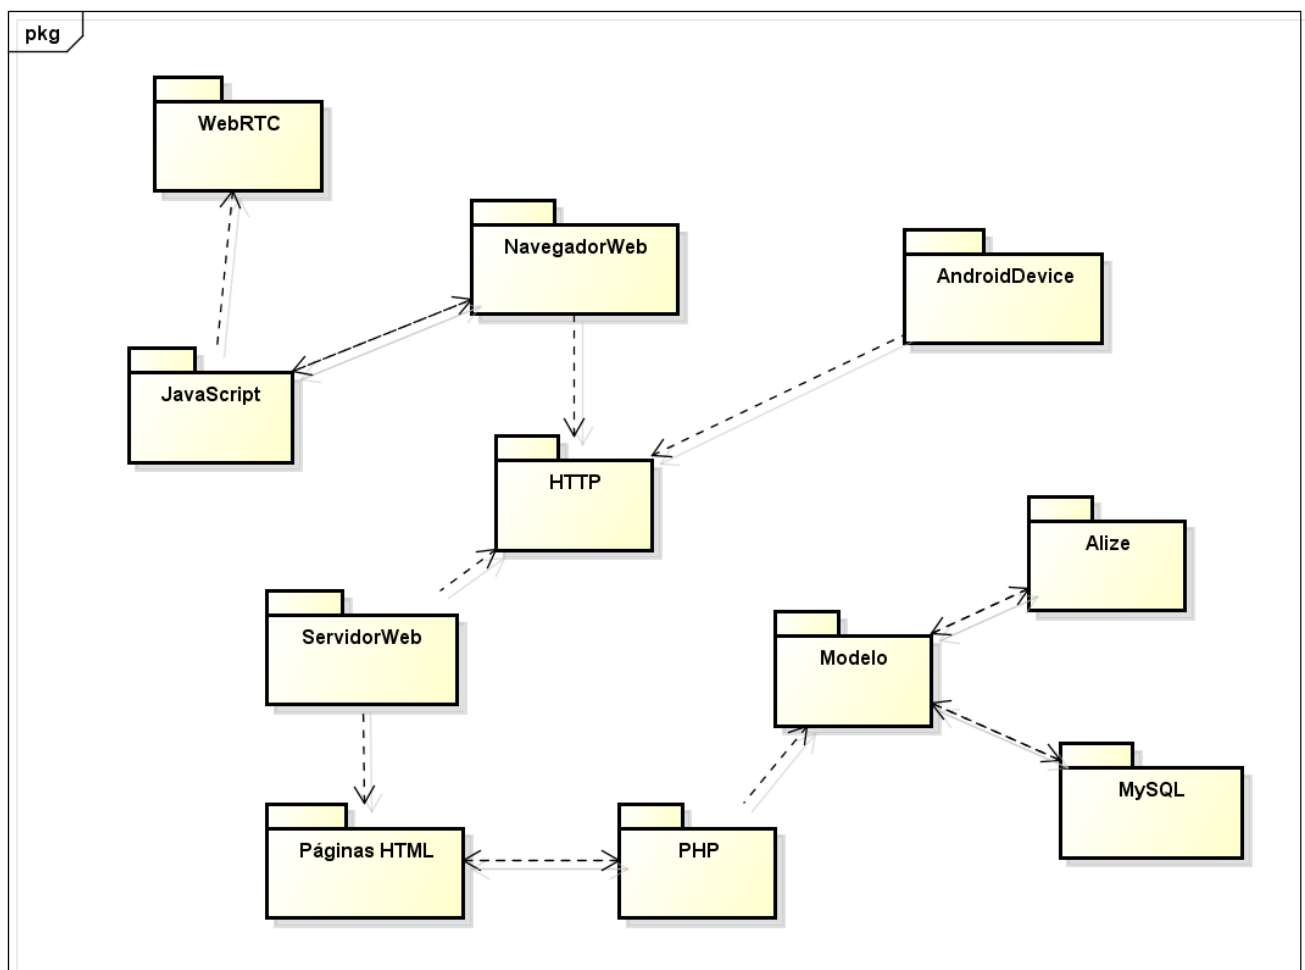 pkg
WebRTC
NavegadorWeb
AndroidDevice
JavaScript
HTTP
Alize
ServidorWeb
Modelo
MySQL
Páginas HTML
PHP